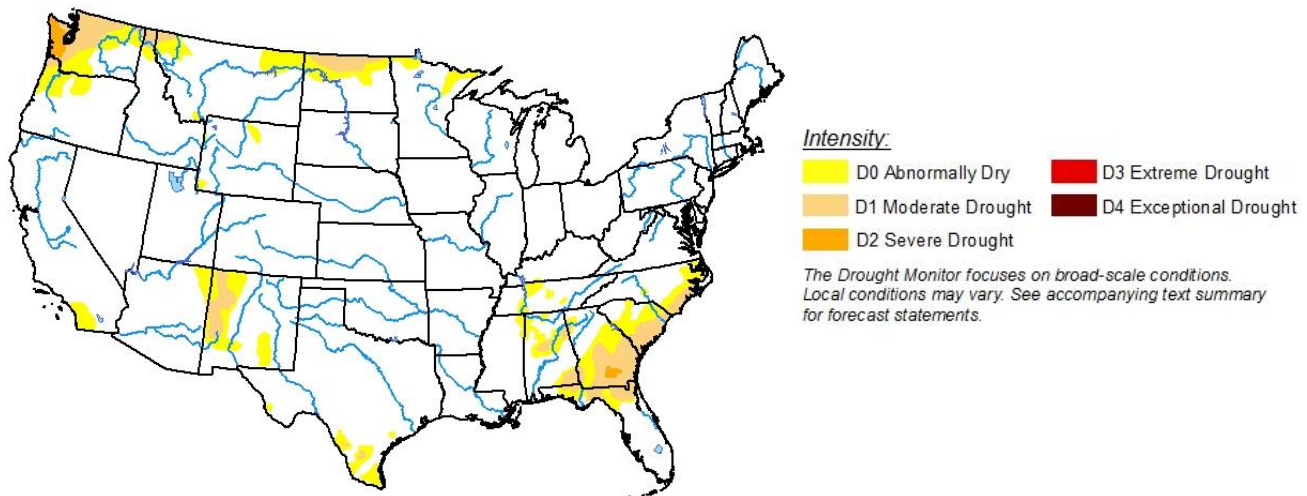 Intensity:
D0 Abnormally Dry
D1 Moderate Drought
D2 Severe Drought
D3 Extreme Drought
D4 Exceptional Drought
The Drought Monitor focuses on broad-scale conditions.
Local conditions may vary. See accompanying text summary
for forecast statements.